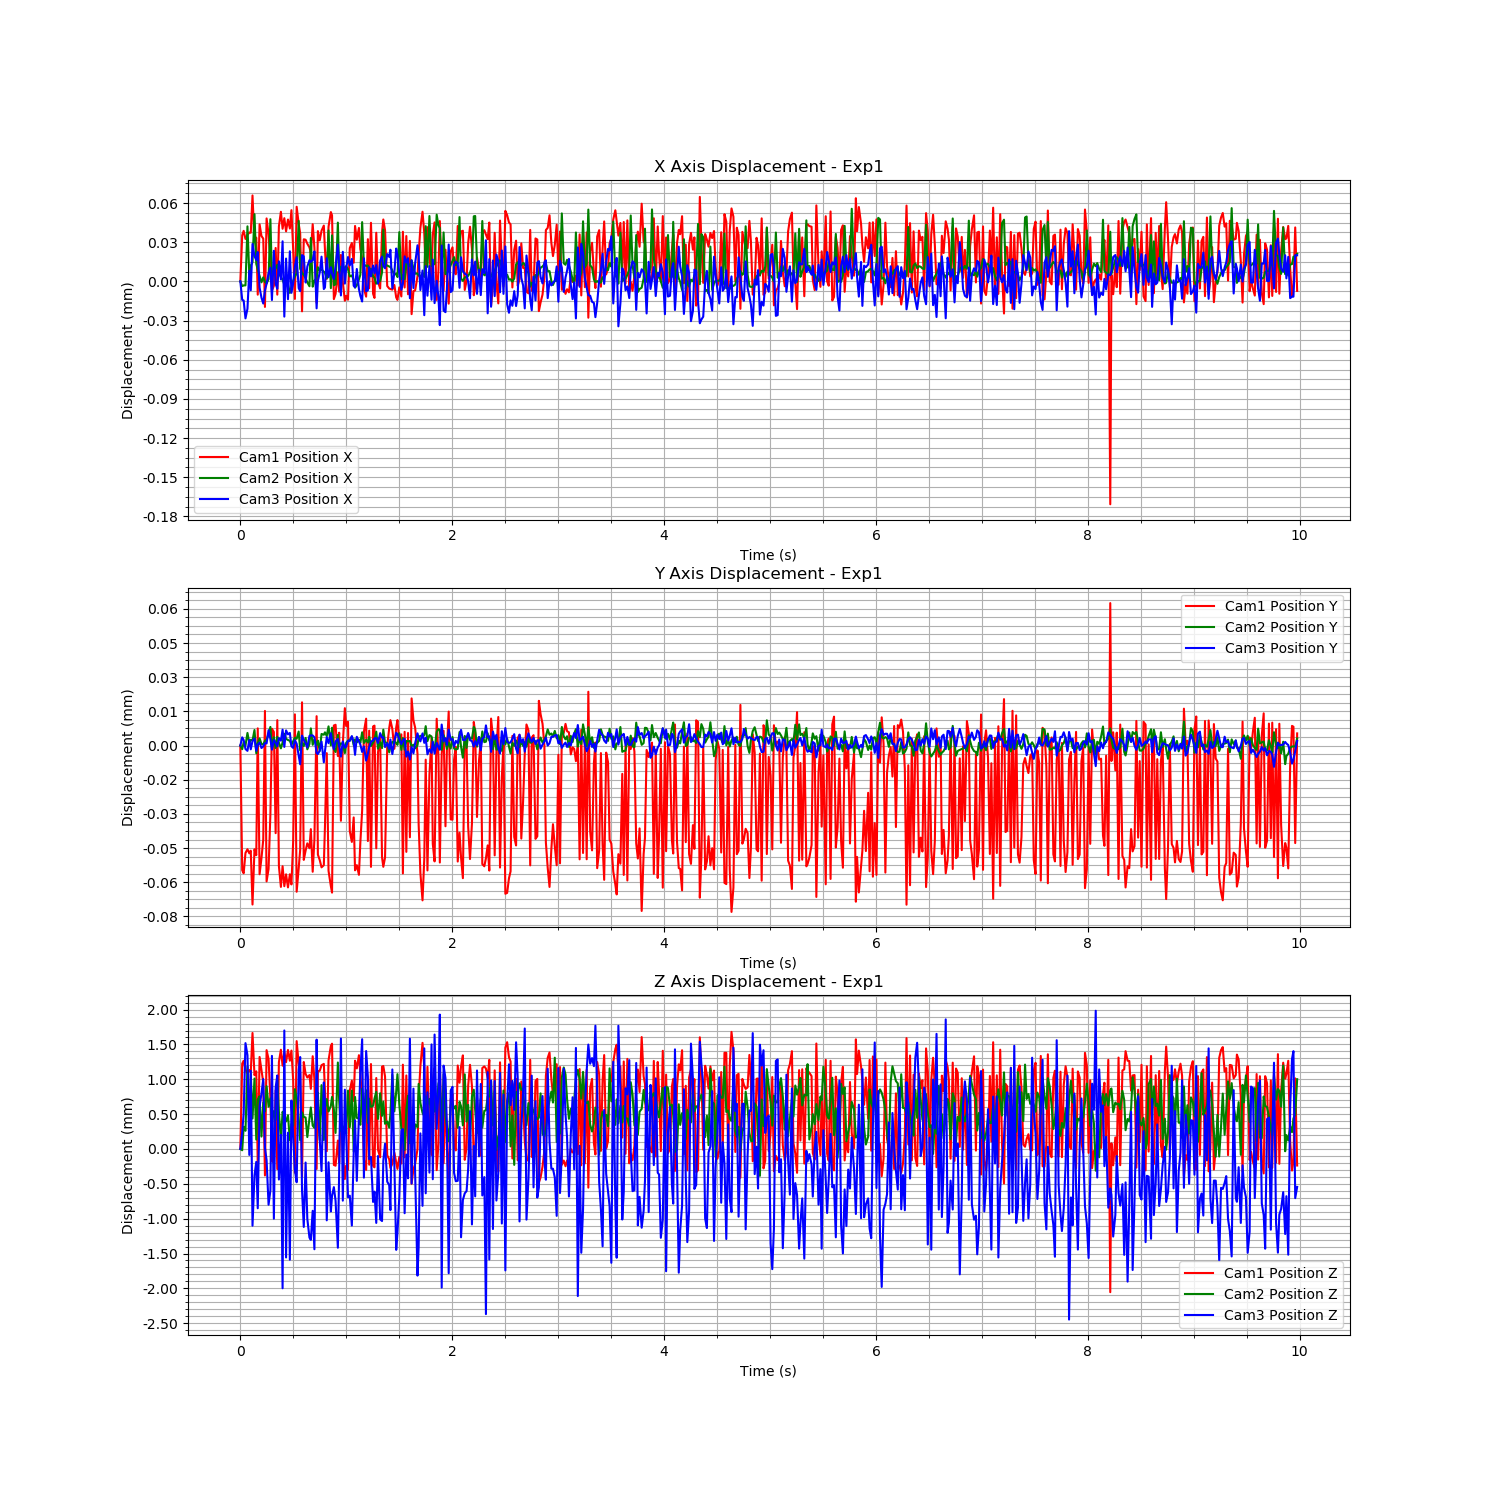 X Axis Displacement - Exp1
Displacement (mm)
0.06
0.03
0.00
-0.03
-0.06
-0.09
-0.12
-0.15
-0.18
Cam1 Position X
Cam2 Position X
Cam3 Position X
0 2 4 6 8 10
Time (s)
Y Axis Displacement - Exp1
Displacement (mm)
0.06
0.05
0.03
0.01
0.00
-0.02
-0.03
-0.05
-0.06
-0.08
Cam1 Position Y
Cam2 Position Y
Cam3 Position Y
0 2 4 6 8 10
Time (s)
Z Axis Displacement - Exp1
Displacement (mm)
2.00
1.50
1.00
0.50
0.00
-0.50
-1.00
-1.50
-2.00
-2.50
Cam1 Position Z
Cam2 Position Z
Cam3 Position Z
0 2 4 6 8 10
Time (s)